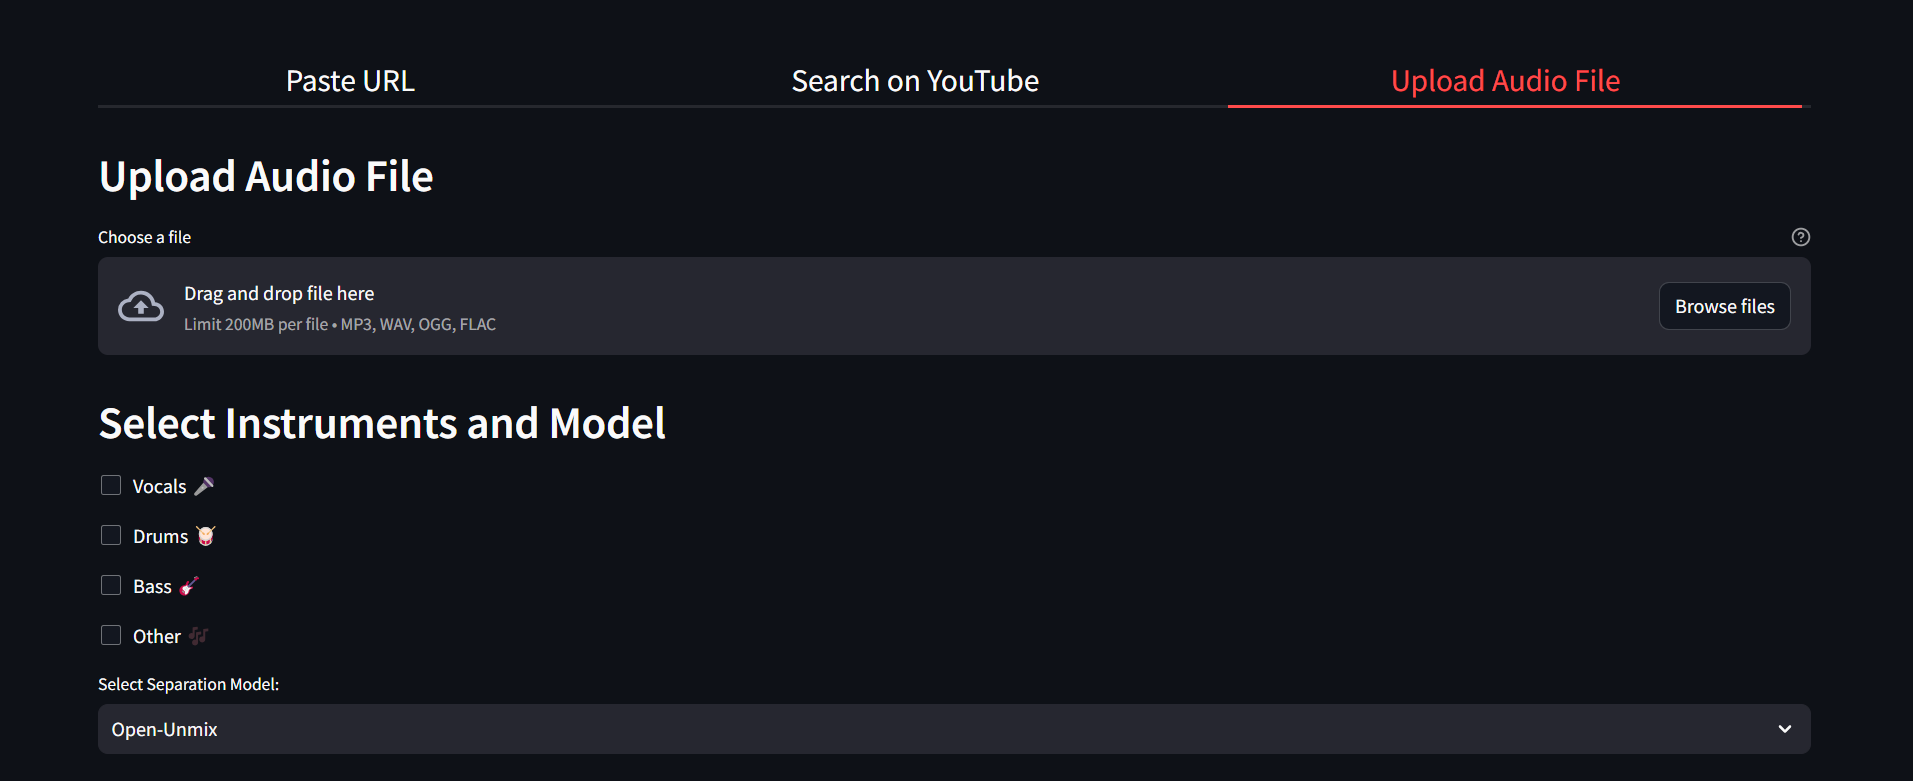 Paste URL
Search on YouTube
Upload Audio File
Upload Audio File
Choose a file
Drag and drop file here
Limit 200MB per file • MP3, WAV, OGG, FLAC
Browse files
Select Instruments and Model
Vocals 🎤
Drums 🥁
Bass 🎸
Other 🎶
Select Separation Model:
Open-Unmix